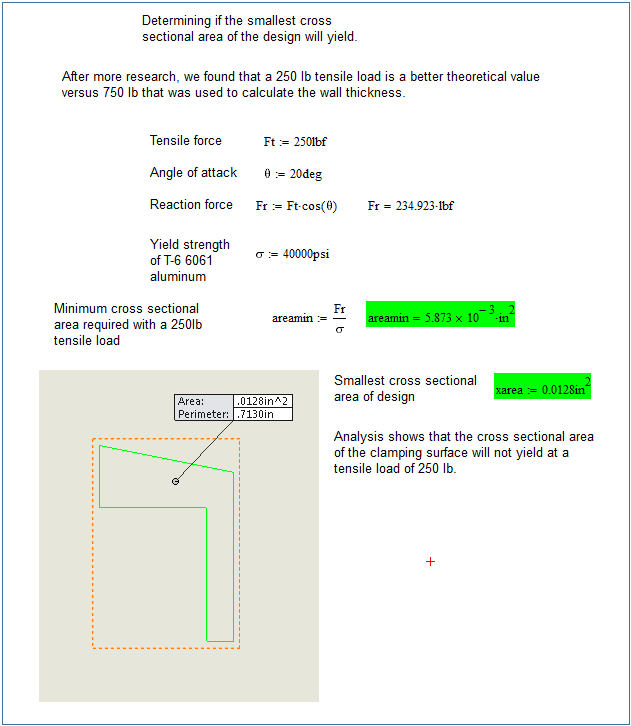 Determining if the smallest cross
sectional area of the design will yield.
After more research, we found that a 250 lb tensile load is a better theoretical value
versus 750 lb that was used to calculate the wall thickness.
Tensile force Ft := 250lbf
Angle of attack θ := 20deg
Reaction force Fr := Ft·cos(θ) Fr = 234.923·lbf
Yield strength
of T-6 6061
aluminum
σ := 40000psi
Minimum cross sectional
area required with a 250lb
tensile load
areamin := Fr/σ areamin = 5.873 × 10⁻³·in²
Area: .0128in^2
Perimeter: .7130in
Smallest cross sectional
area of design
xarea := 0.0128in²
Analysis shows that the cross sectional area
of the clamping surface will not yield at a
tensile load of 250 lb.